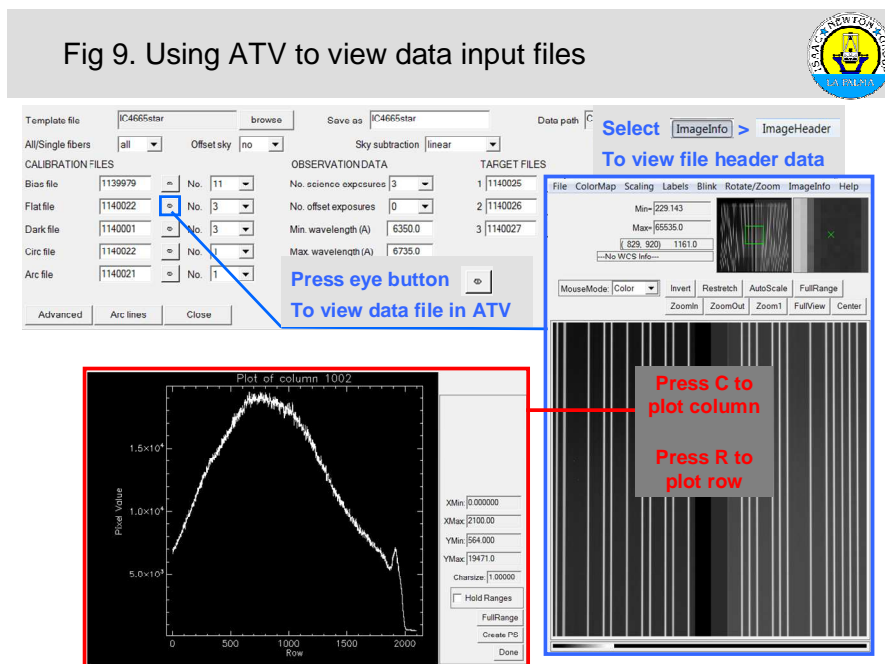 Fig 9. Using ATV to view data input files
ISAAC NEWTON GROUP
LA PALMA
Template file IC4665star browse Save as IC4665star Data path C
All/Single fibers all Offset sky no Sky subtraction linear
CALIBRATION FILES OBSERVATION DATA TARGET FILES
Bias file 1139979 No. 11 No. science exposures 3 1 1140025
Flat file 1140022 No. 3 No. offset exposures 0 2 1140026
Dark file 1140001 No. 3 Min. wavelength (A) 6350.0 3 1140027
Circ file 1140022 No. 1 Max. wavelength (A) 6735.0
Arc file 1140021 No. 1
Advanced Arc lines Close
Press eye button
To view data file in ATV
Select ImageInfo > ImageHeader
To view file header data
File ColorMap Scaling Labels Blink Rotate/Zoom ImageInfo Help
Min= 229.143
Max= 65535.0
( 829, 920) 1161.0
---No WCS Info---
MouseMode: Color Invert Restretch AutoScale FullRange
ZoomIn ZoomOut Zoom1 FullView Center
Press C to
plot column
Press R to
plot row
Plot of column 1002
1.5×10⁴
1.0×10⁴
5.0×10³
Pixel Value
0 500 1000 1500 2000
Row
XMin: 0.000000
XMax: 2100.00
YMin: 564.000
YMax: 19471.0
Charsize: 1.00000
Hold Ranges
FullRange
Create PS
Done